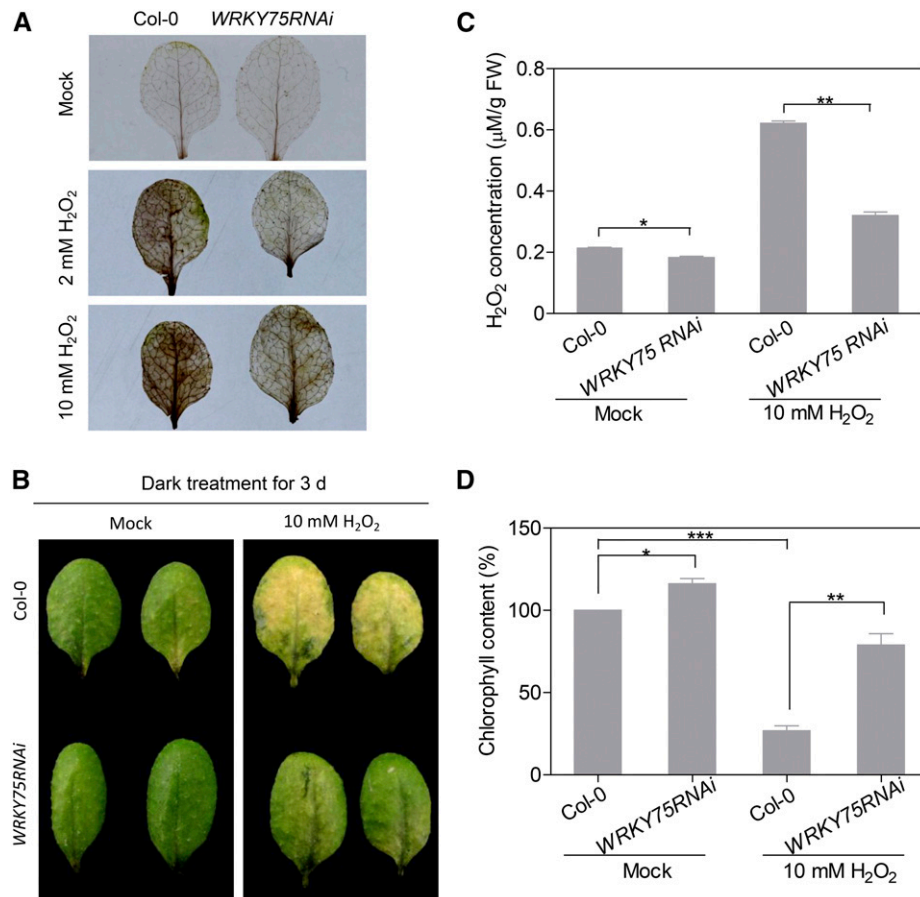 A
Col-0 WRKY75RNAi
Mock
2 mM H₂O₂
10 mM H₂O₂
B
Dark treatment for 3 d
Mock 10 mM H₂O₂
Col-0
WRKY75RNAi
C
H₂O₂ concentration (μM/g FW)
0.8
0.6
0.4
0.2
0
*
**
Col-0
WRKY75 RNAi
Col-0
WRKY75 RNAi
Mock
10 mM H₂O₂
D
Chlorophyll content (%)
150
100
50
0
***
*
**
Col-0
WRKY75RNAi
Col-0
WRKY75RNAi
Mock
10 mM H₂O₂